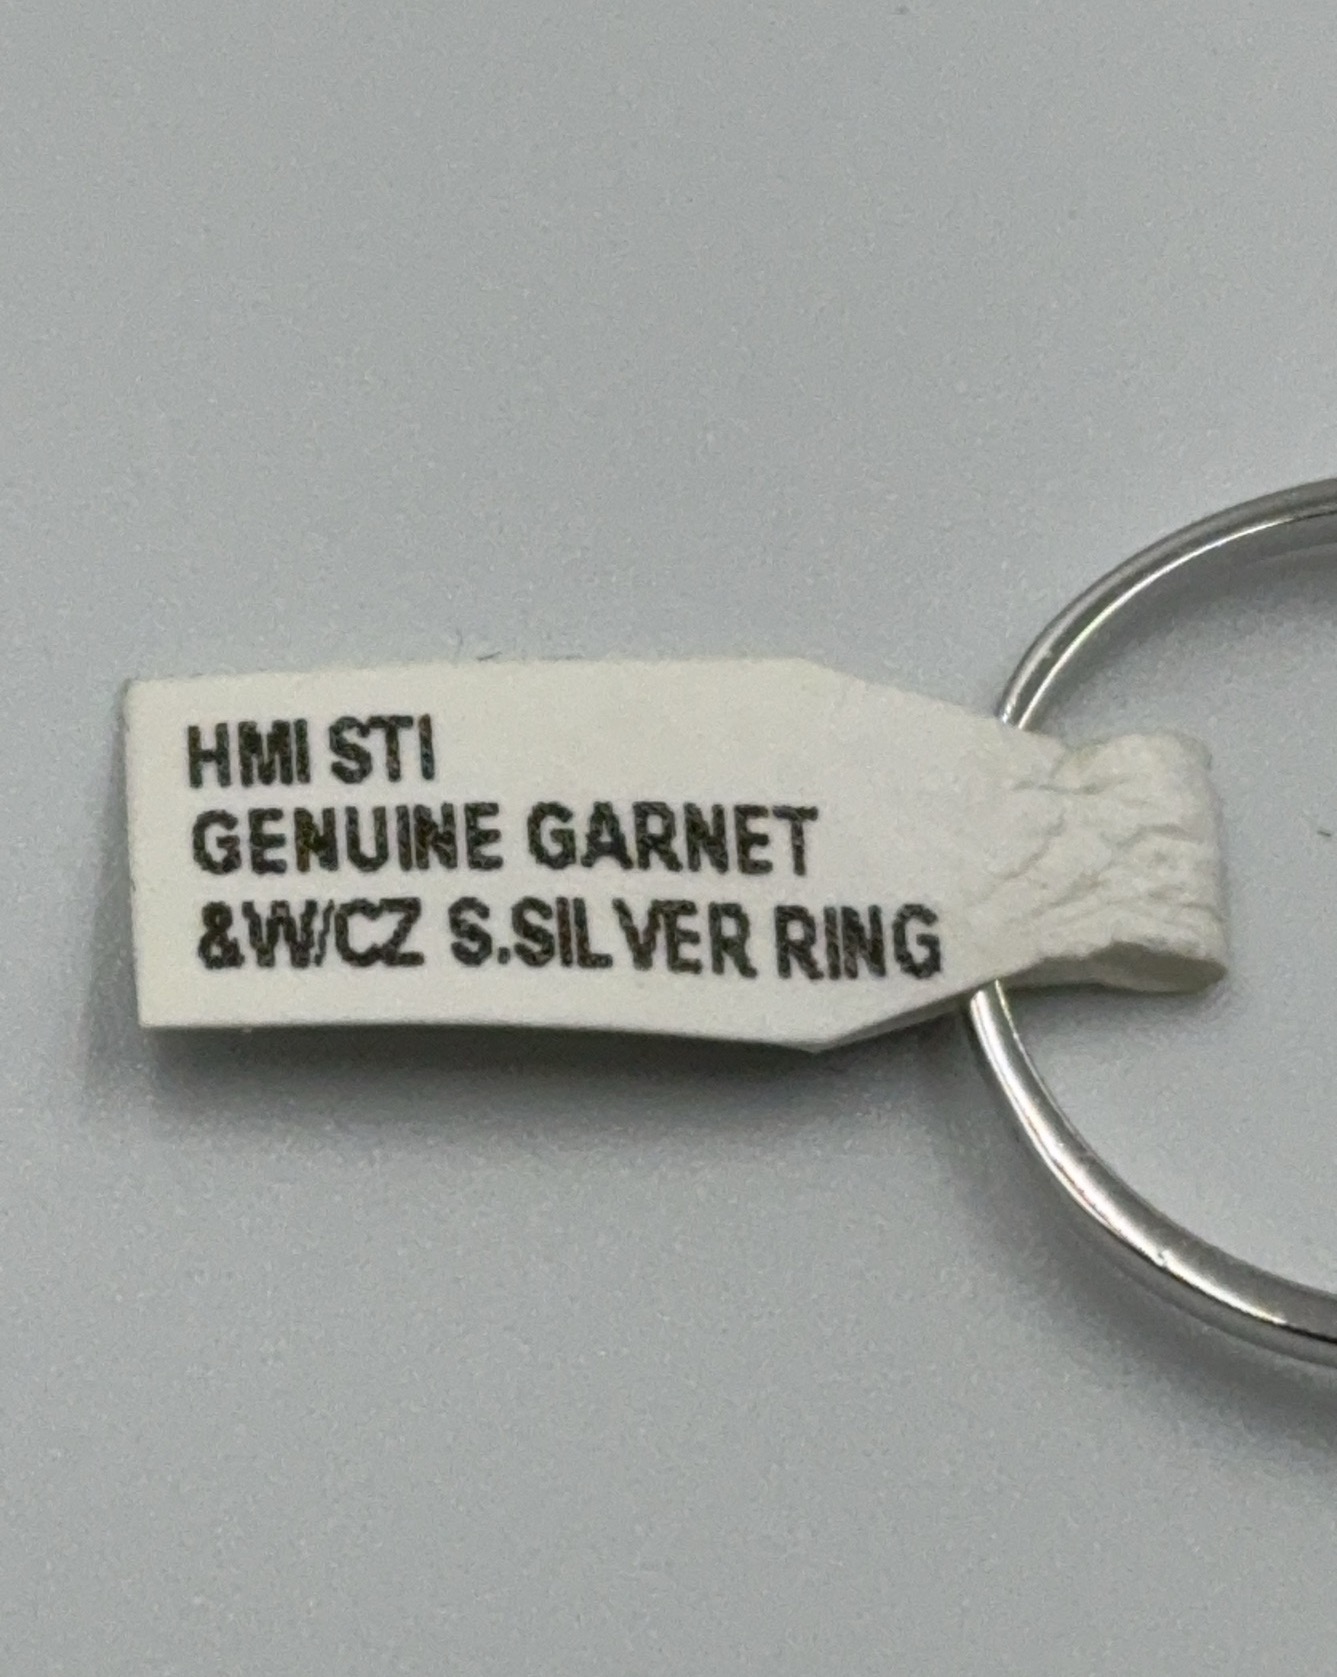 HMI STI
GENUINE GARNET
&W/CZ S.SILVER RING